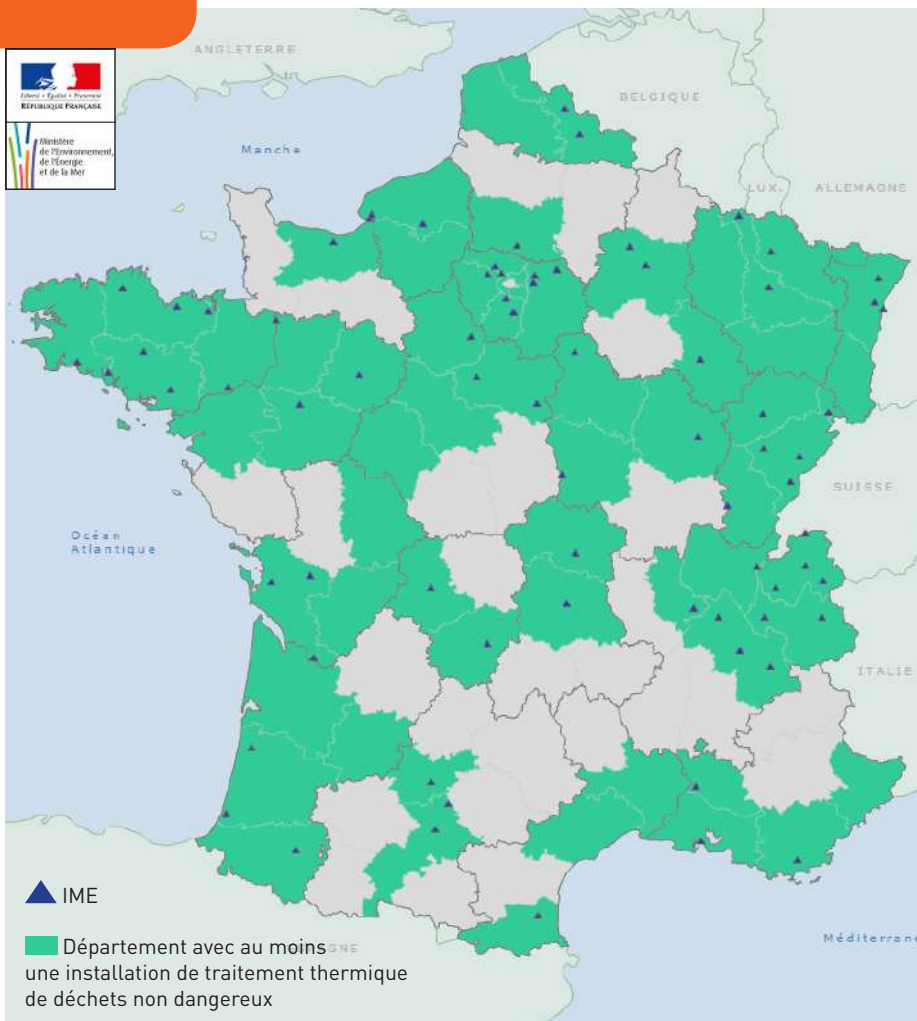 ANGLETERRE
Liberté • Égalité • Fraternité
RÉPUBLIQUE FRANÇAISE
BELGIQUE
Manche
Ministère
de l'Environnement,
de l'Énergie
et de la Mer
LUX.
ALLEMAGNE
SUISSE
Océan
Atlantique
ITALIE
IME
Méditerrané
Département avec au moins
GNE
une installation de traitement thermique
de déchets non dangereux